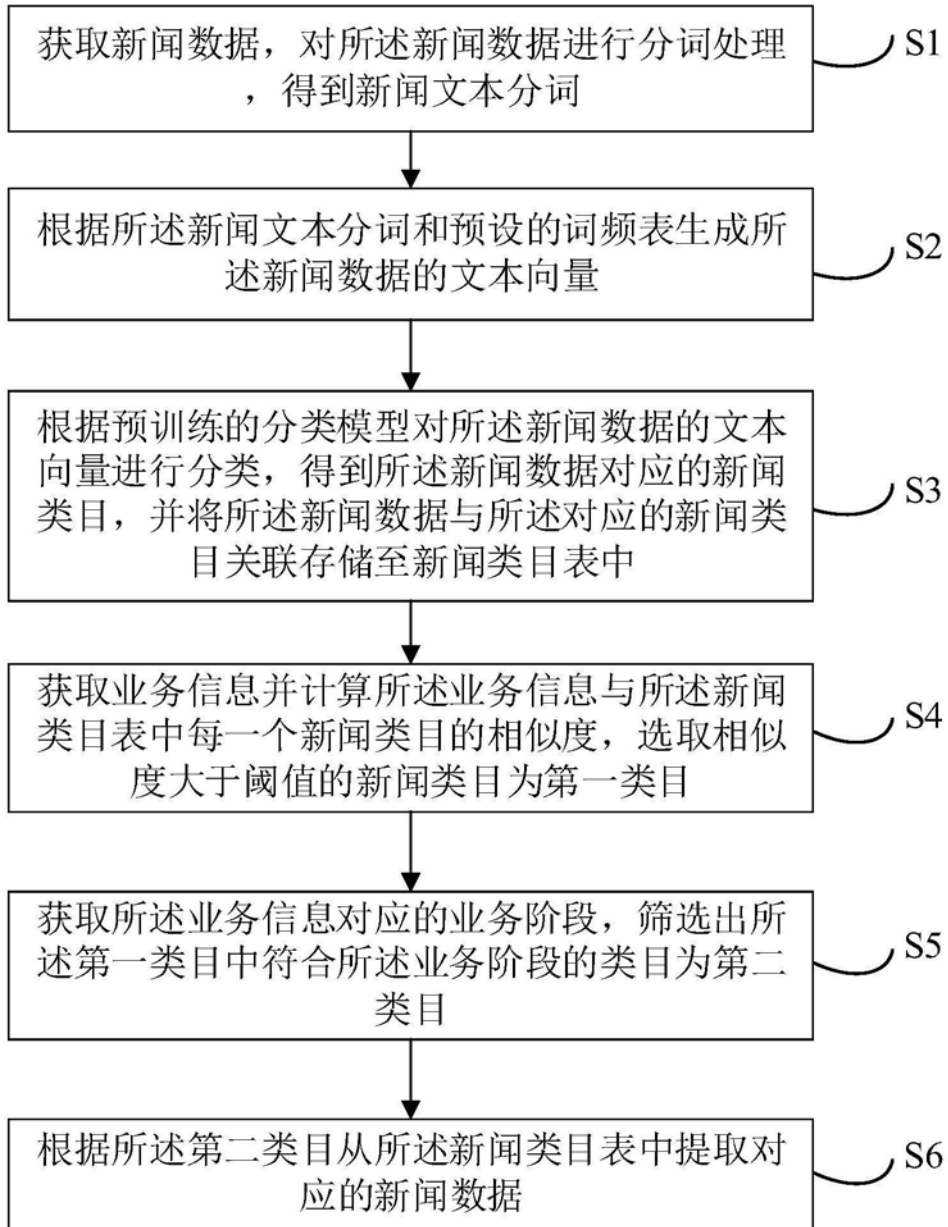 获取新闻数据，对所述新闻数据进行分词处理
，得到新闻文本分词
S1
根据所述新闻文本分词和预设的词频表生成所
述新闻数据的文本向量
S2
根据预训练的分类模型对所述新闻数据的文本
向量进行分类，得到所述新闻数据对应的新闻
类目，并将所述新闻数据与所述对应的新闻类
目关联存储至新闻类目表中
S3
获取业务信息并计算所述业务信息与所述新闻
类目表中每一个新闻类目的相似度，选取相似
度大于阈值的新闻类目为第一类目
S4
获取所述业务信息对应的业务阶段，筛选出所
述第一类目中符合所述业务阶段的类目为第二
类目
S5
根据所述第二类目从所述新闻类目表中提取对
应的新闻数据
S6